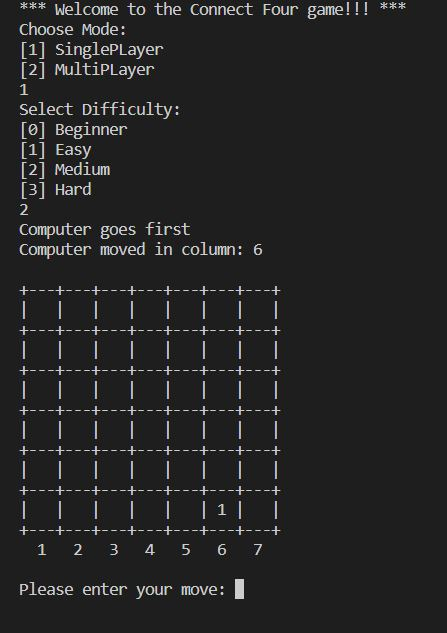 *** Welcome to the Connect Four game!!! ***
Choose Mode:
[1] SinglePLayer
[2] MultiPLayer
1
Select Difficulty:
[0] Beginner
[1] Easy
[2] Medium
[3] Hard
2
Computer goes first
Computer moved in column: 6

+---+---+---+---+---+---+---+
|   |   |   |   |   |   |   |
+---+---+---+---+---+---+---+
|   |   |   |   |   |   |   |
+---+---+---+---+---+---+---+
|   |   |   |   |   |   |   |
+---+---+---+---+---+---+---+
|   |   |   |   |   |   |   |
+---+---+---+---+---+---+---+
|   |   |   |   |   |   |   |
+---+---+---+---+---+---+---+
|   |   |   |   |   | 1 |   |
+---+---+---+---+---+---+---+
  1   2   3   4   5   6   7

Please enter your move: